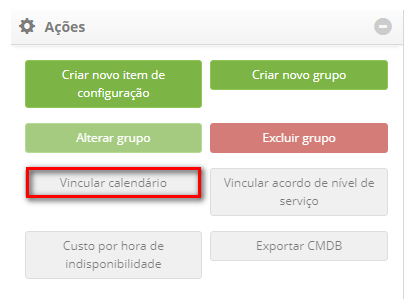 Ações
Criar novo item de
configuração
Criar novo grupo
Alterar grupo
Excluir grupo
Vincular calendário
Vincular acordo de nível de
serviço
Custo por hora de
indisponibilidade
Exportar CMDB